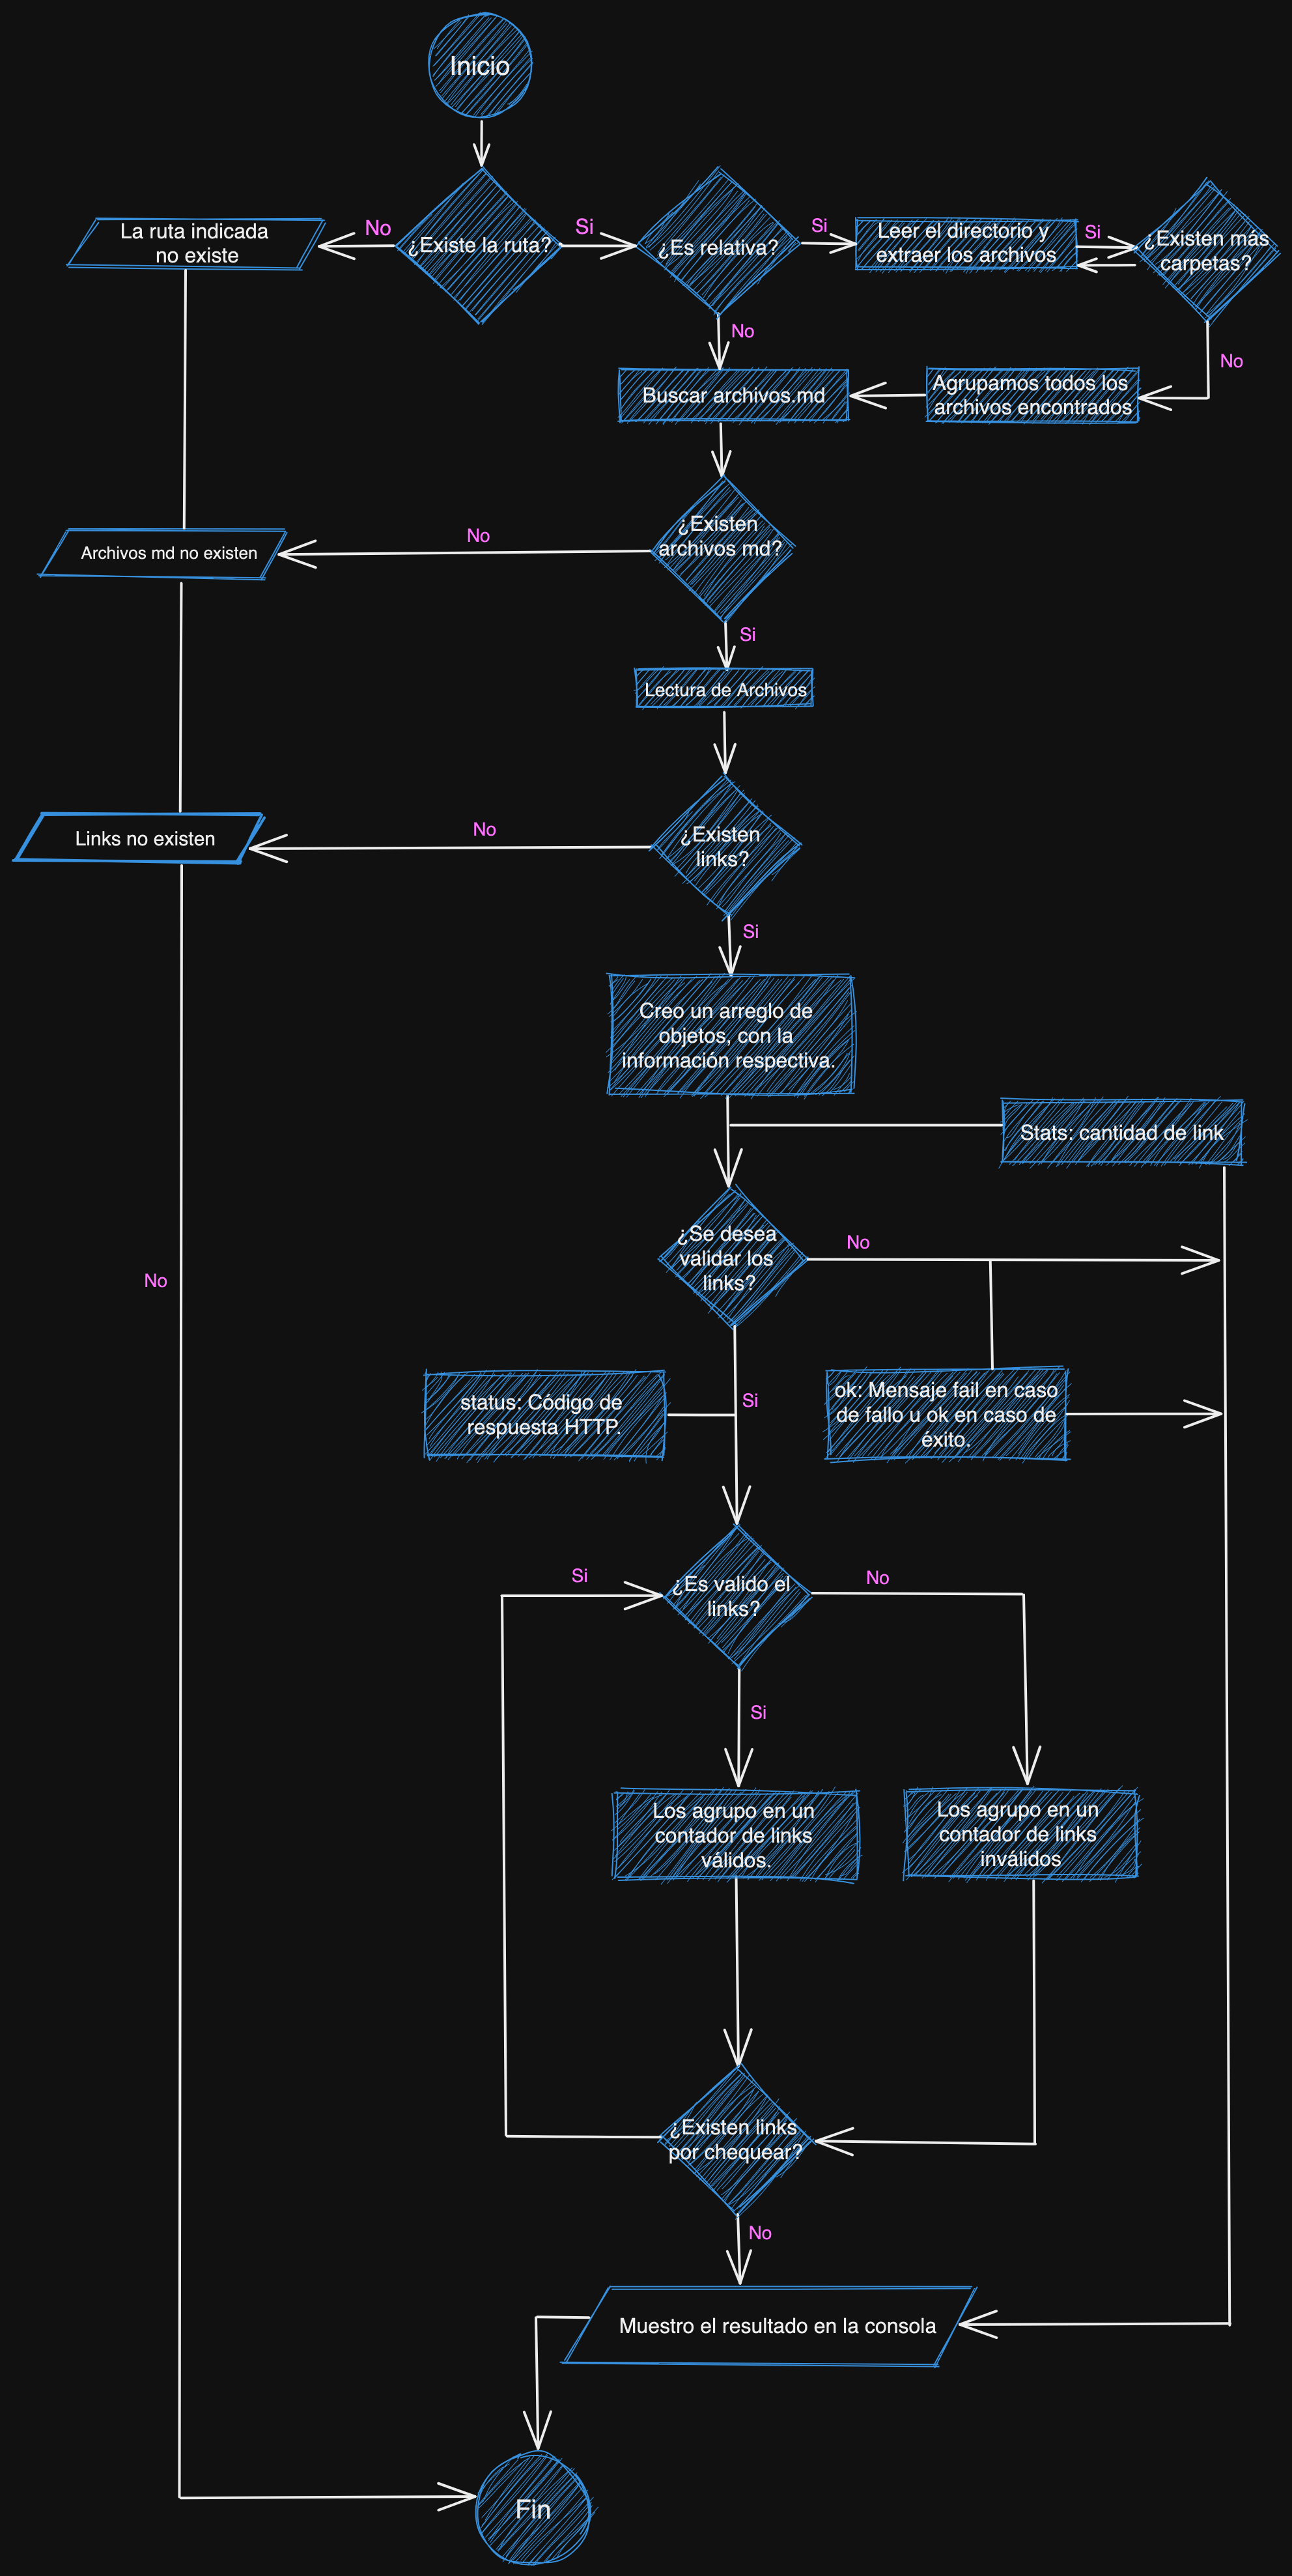 Inicio
La ruta indicada
no existe
No
¿Existe la ruta?
Si
¿Es relativa?
Si
Leer el directorio y
extraer los archivos
Si
¿Existen más
carpetas?
No
No
Buscar archivos.md
Agrupamos todos los
archivos encontrados
¿Existen
archivos md?
No
Archivos md no existen
Si
Lectura de Archivos
¿Existen
links?
No
Links no existen
Si
Creo un arreglo de
objetos, con la
información respectiva.
Stats: cantidad de link
¿Se desea
validar los
links?
No
No
Si
status: Código de
respuesta HTTP.
ok: Mensaje fail en caso
de fallo u ok en caso de
éxito.
Si
¿Es valido el
links?
No
Si
Los agrupo en un
contador de links
válidos.
Los agrupo en un
contador de links
inválidos
¿Existen links
por chequear?
No
Muestro el resultado en la consola
Fin